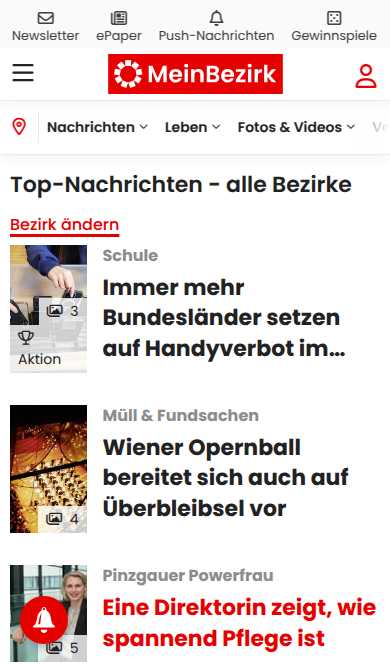 Newsletter
ePaper
Push-Nachrichten
Gewinnspiele
MeinBezirk
Nachrichten
Leben
Fotos & Videos
Top-Nachrichten - alle Bezirke
Bezirk ändern
3
Aktion
Schule
Immer mehr
Bundesländer setzen
auf Handyverbot im...
4
Müll & Fundsachen
Wiener Opernball
bereitet sich auch auf
Überbleibsel vor
5
Pinzgauer Powerfrau
Eine Direktorin zeigt, wie
spannend Pflege ist